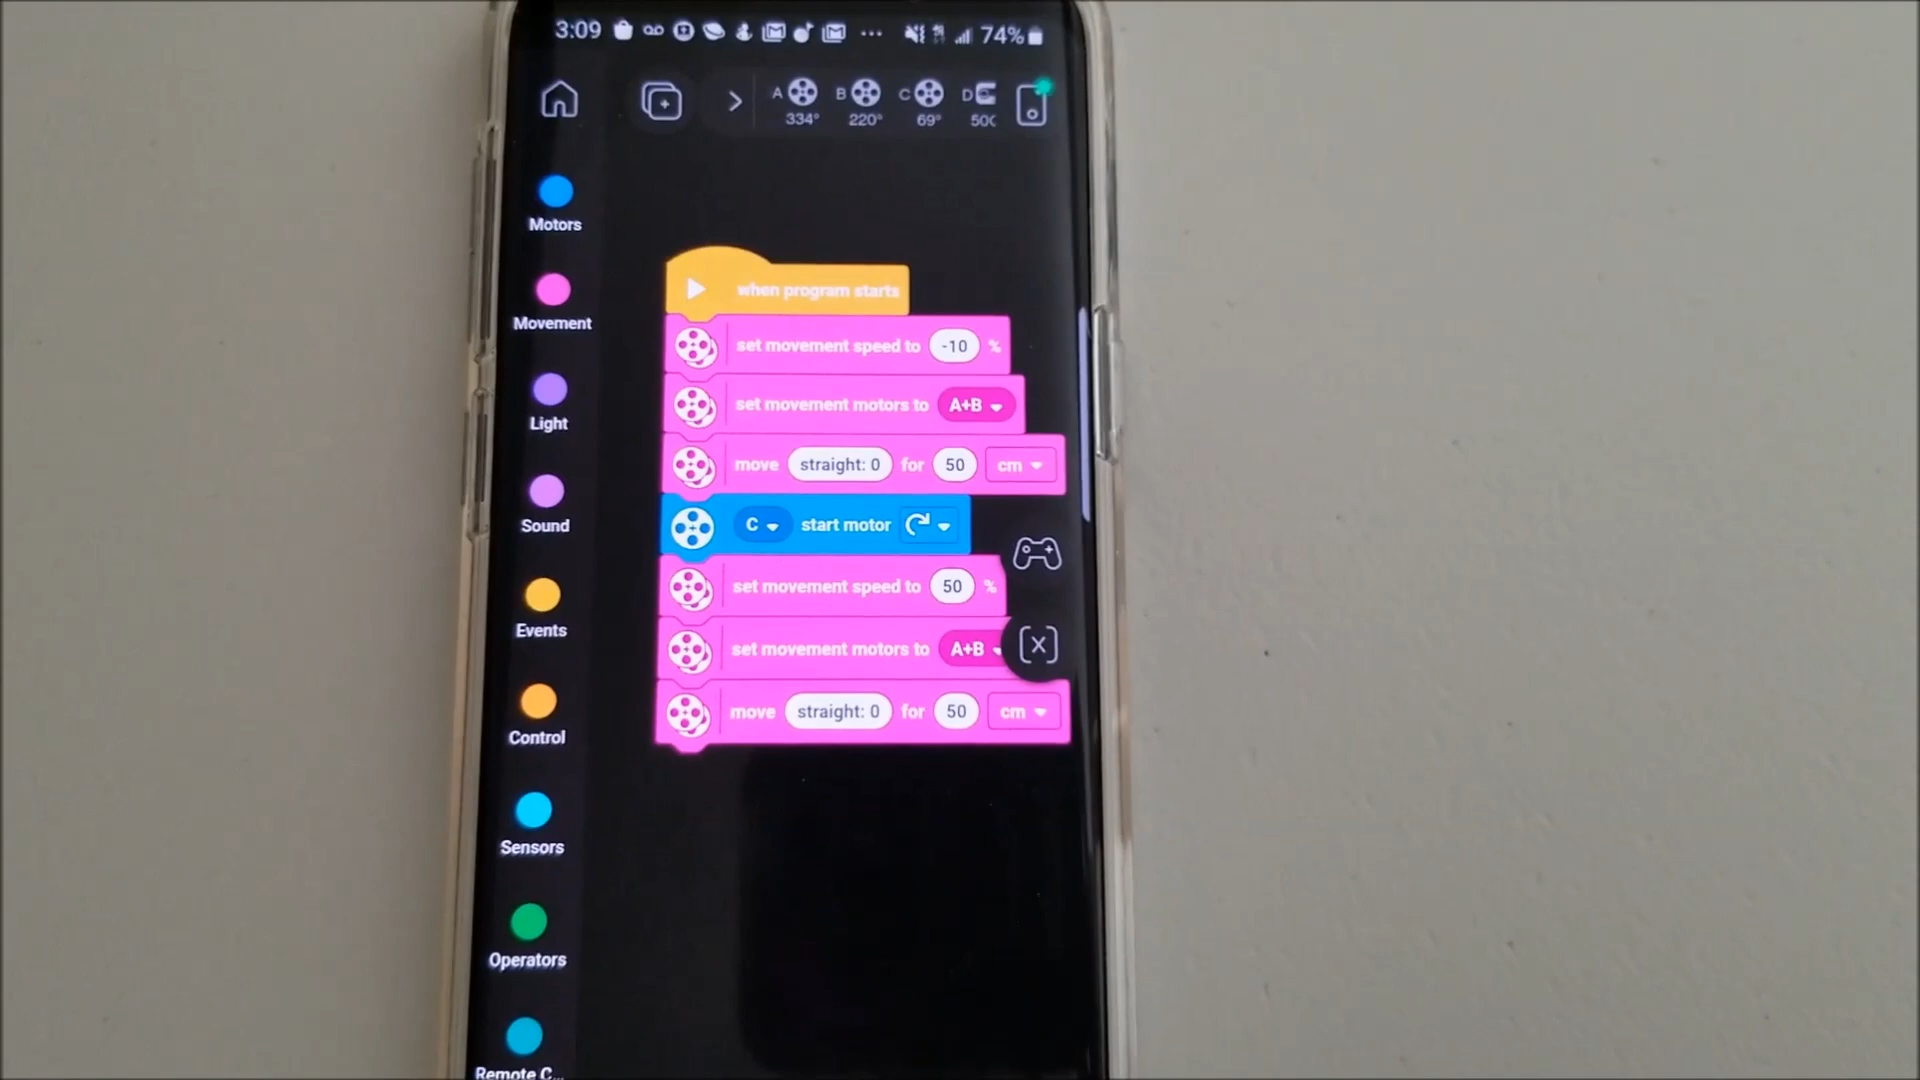 3:09 74%
A B C D
334° 220° 69° 50
Motors
Movement
Light
Sound
Events
Control
Sensors
Operators
Remote C...
when program starts
set movement speed to -10 %
set movement motors to A+B
move straight: 0 for 50 cm
C start motor
set movement speed to 50 %
set movement motors to A+B
move straight: 0 for 50 cm